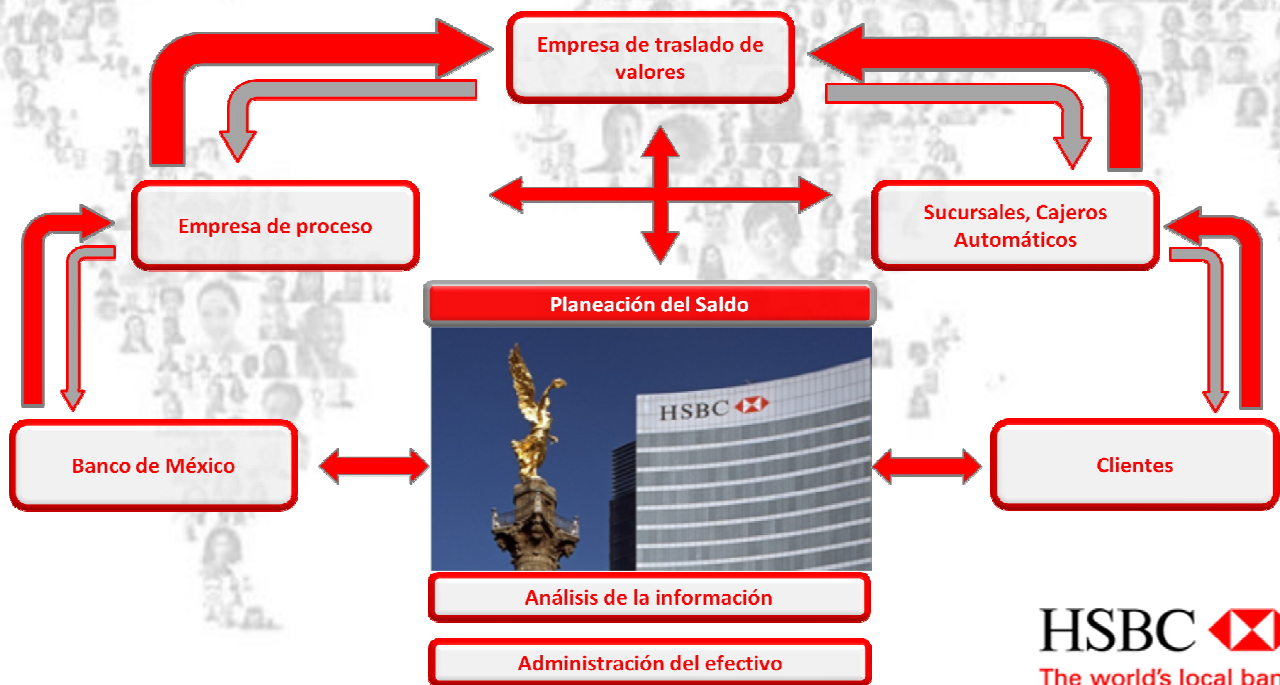 Empresa de traslado de
valores
Empresa de proceso
Sucursales, Cajeros
Automáticos
Planeación del Saldo
HSBC
Banco de México
Clientes
Análisis de la información
Administración del efectivo
HSBC
The world's local ban